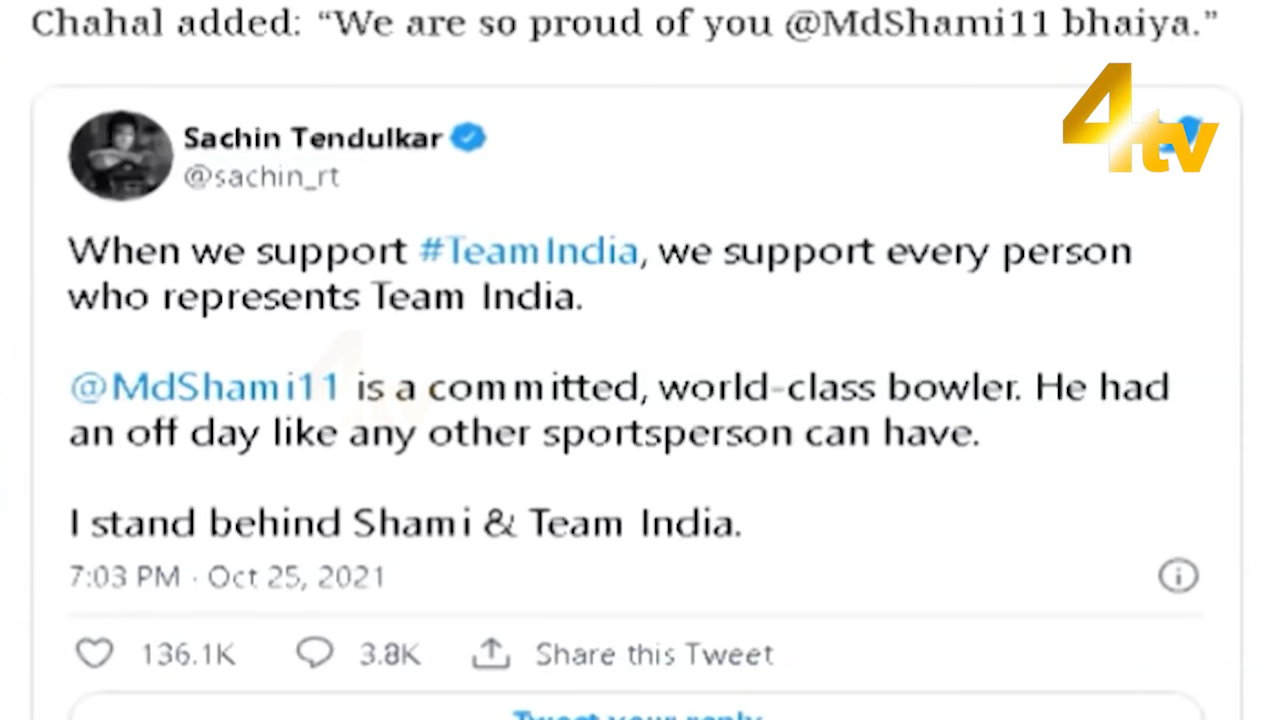 Chahal added: “We are so proud of you @MdShami11 bhaiya.”
4tv
Sachin Tendulkar
@sachin_rt
When we support #TeamIndia, we support every person
who represents Team India.
@MdShami11 is a committed, world-class bowler. He had
an off day like any other sportsperson can have.
I stand behind Shami & Team India.
7:03 PM · Oct 25, 2021
136.1K 3.8K Share this Tweet
Tweet your reply